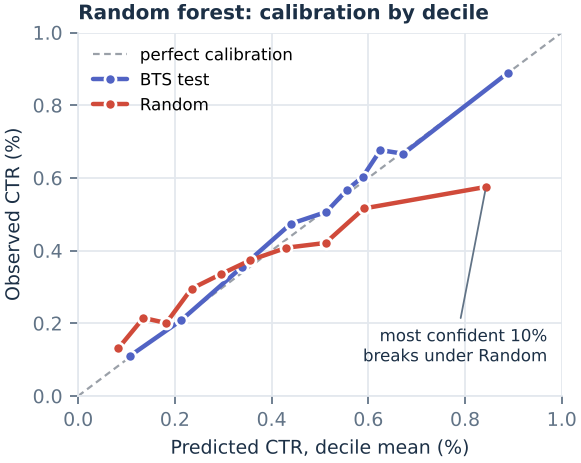 Random forest: calibration by decile
perfect calibration
BTS test
Random
Observed CTR (%)
1.0
0.8
0.6
0.4
0.2
0.0
most confident 10%
breaks under Random
0.0 0.2 0.4 0.6 0.8 1.0
Predicted CTR, decile mean (%)